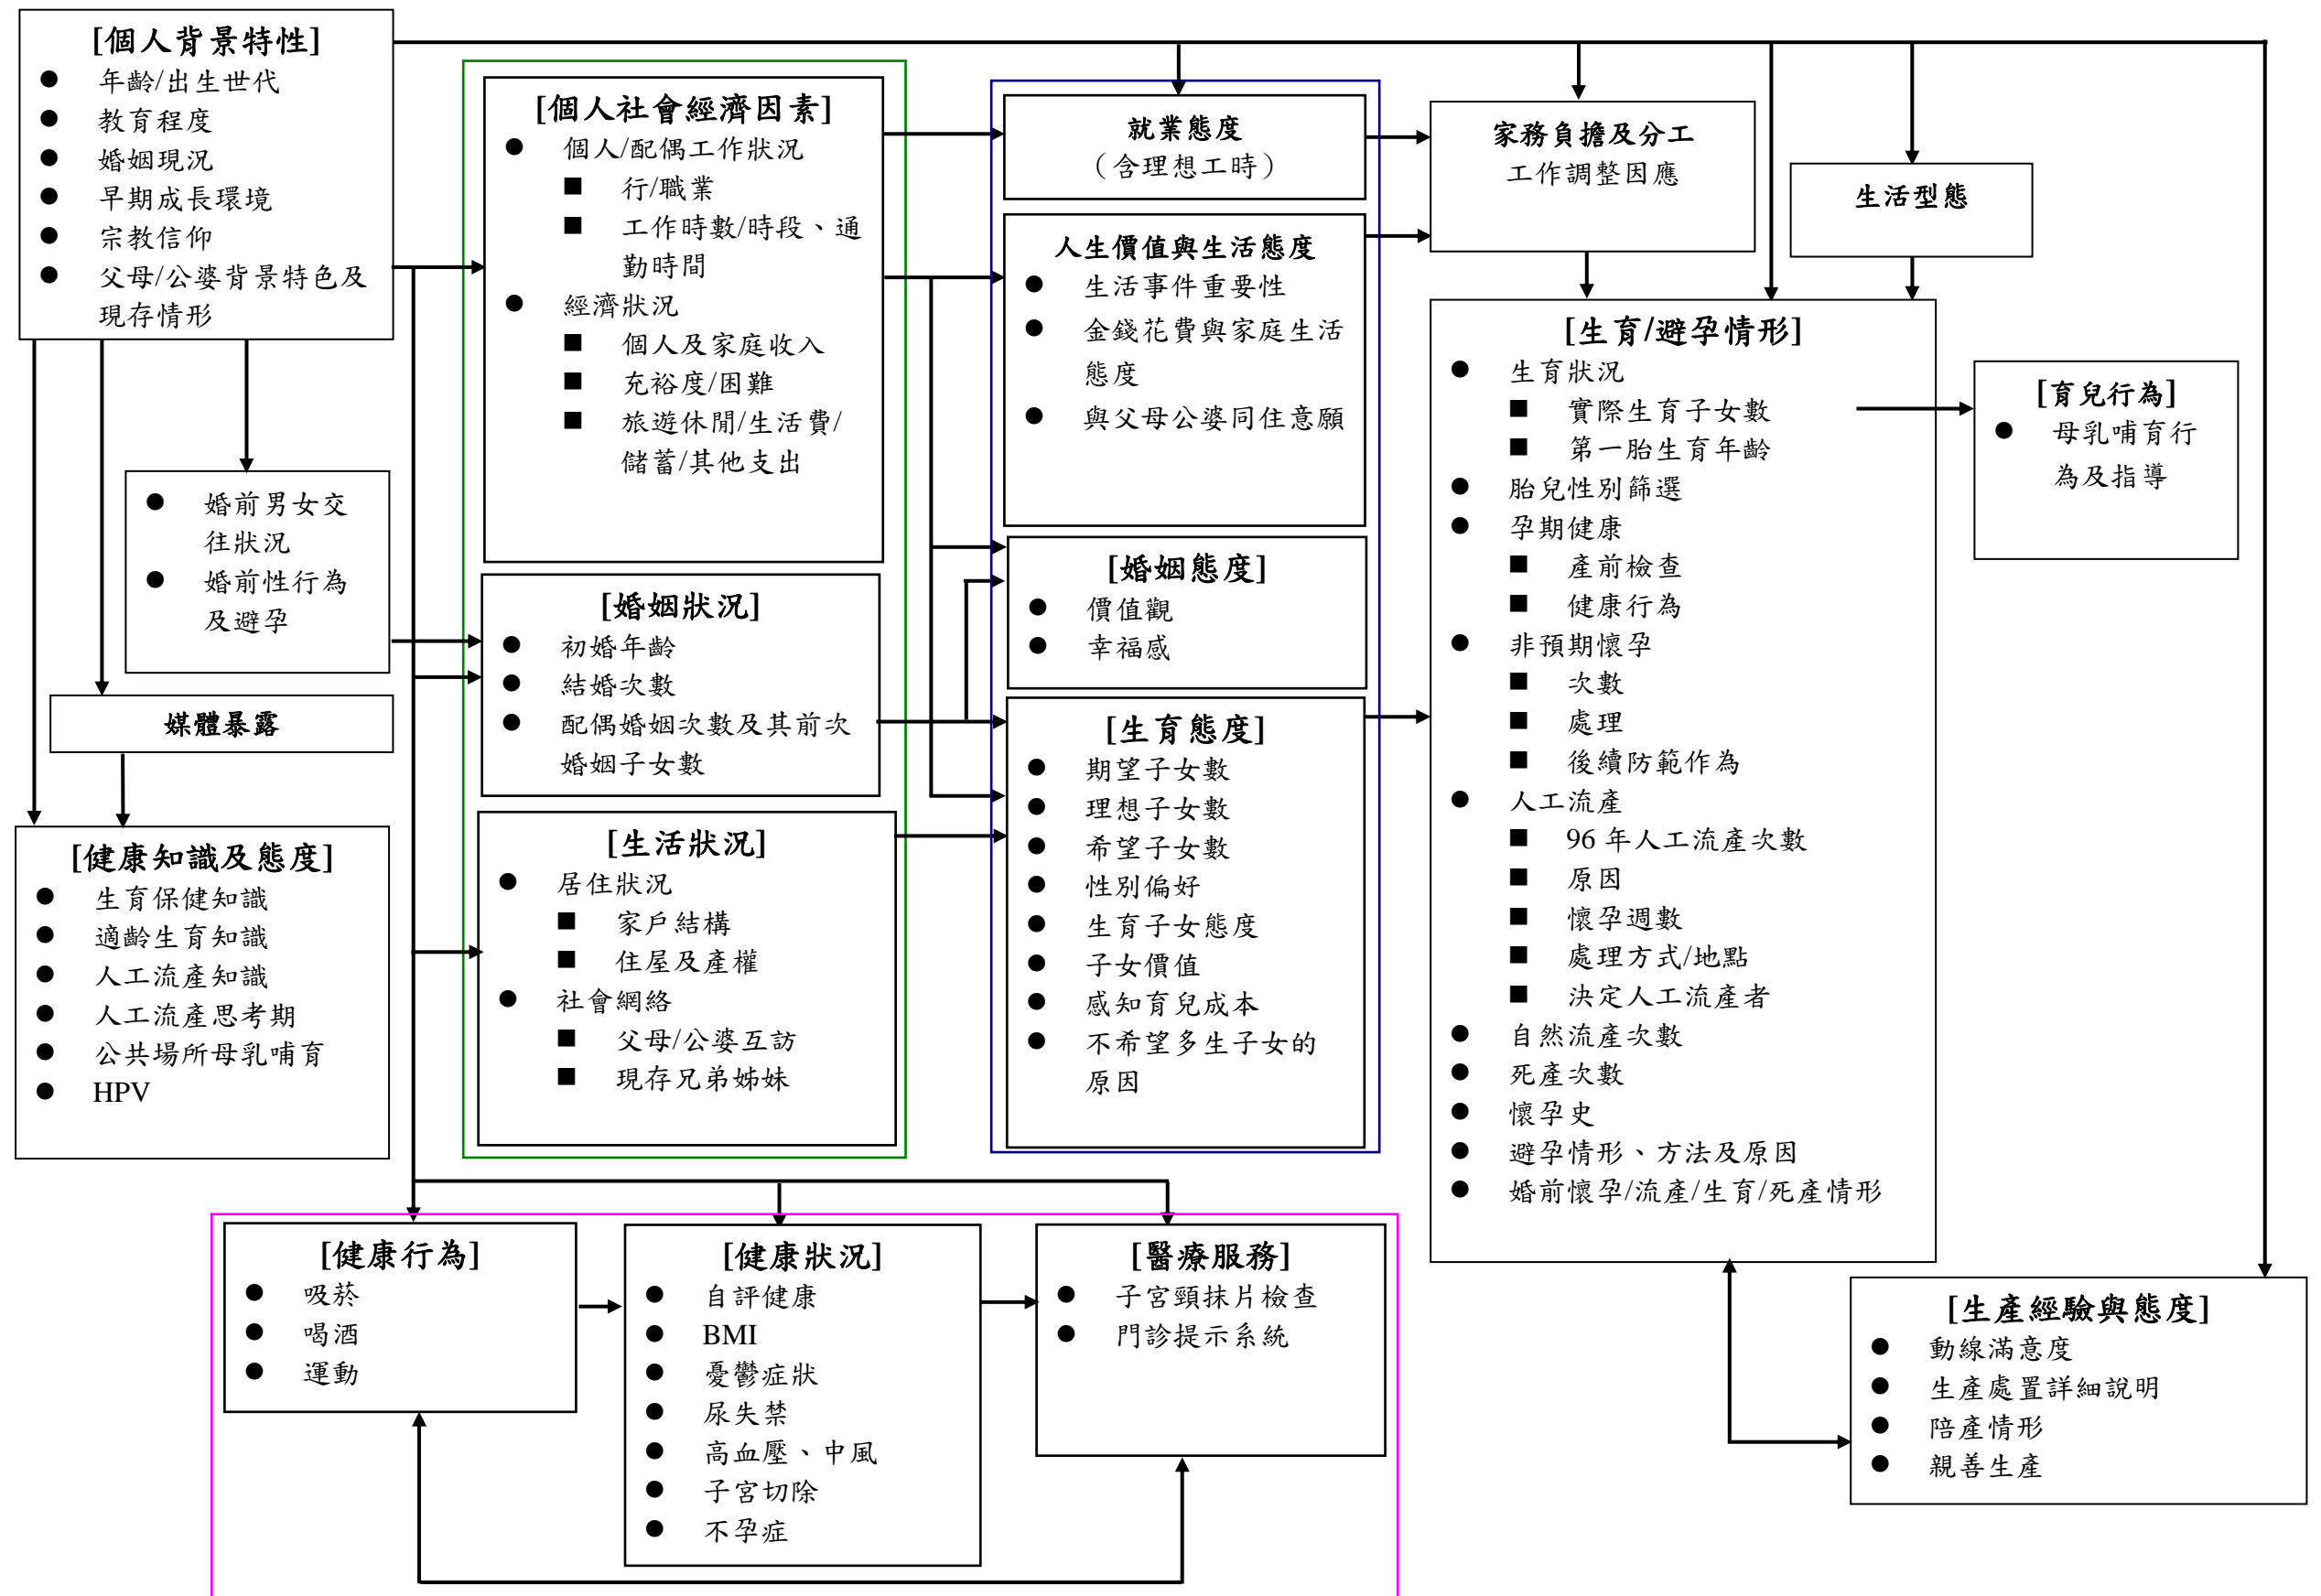 [個人背景特性]
● 年齡/出生世代
● 教育程度
● 婚姻現況
● 早期成長環境
● 宗教信仰
● 父母/公婆背景特色及
現存情形
● 婚前男女交
往狀況
● 婚前性行為
及避孕
媒體暴露
[健康知識及態度]
● 生育保健知識
● 適齡生育知識
● 人工流產知識
● 人工流產思考期
● 公共場所母乳哺育
● HPV
[個人社會經濟因素]
● 個人/配偶工作狀況
■ 行/職業
■ 工作時數/時段、通
勤時間
● 經濟狀況
■ 個人及家庭收入
■ 充裕度/困難
■ 旅遊休閒/生活費/
儲蓄/其他支出
[婚姻狀況]
● 初婚年齡
● 結婚次數
● 配偶婚姻次數及其前次
婚姻子女數
[生活狀況]
● 居住狀況
■ 家戶結構
■ 住屋及產權
● 社會網絡
■ 父母/公婆互訪
■ 現存兄弟姊妹
就業態度
（含理想工時）
人生價值與生活態度
● 生活事件重要性
● 金錢花費與家庭生活
態度
● 與父母公婆同住意願
[婚姻態度]
● 價值觀
● 幸福感
[生育態度]
● 期望子女數
● 理想子女數
● 希望子女數
● 性別偏好
● 生育子女態度
● 子女價值
● 感知育兒成本
● 不希望多生子女的
原因
家務負擔及分工
工作調整因應
生活型態
[生育/避孕情形]
● 生育狀況
■ 實際生育子女數
■ 第一胎生育年齡
● 胎兒性別篩選
● 孕期健康
■ 產前檢查
■ 健康行為
● 非預期懷孕
■ 次數
■ 處理
■ 後續防範作為
● 人工流產
■ 96 年人工流產次數
■ 原因
■ 懷孕週數
■ 處理方式/地點
■ 決定人工流產者
● 自然流產次數
● 死產次數
● 懷孕史
● 避孕情形、方法及原因
● 婚前懷孕/流產/生育/死產情形
[育兒行為]
● 母乳哺育行
為及指導
[健康行為]
● 吸菸
● 喝酒
● 運動
[健康狀況]
● 自評健康
● BMI
● 憂鬱症狀
● 尿失禁
● 高血壓、中風
● 子宮切除
● 不孕症
[醫療服務]
● 子宮頸抹片檢查
● 門診提示系統
[生產經驗與態度]
● 動線滿意度
● 生產處置詳細說明
● 陪產情形
● 親善生產